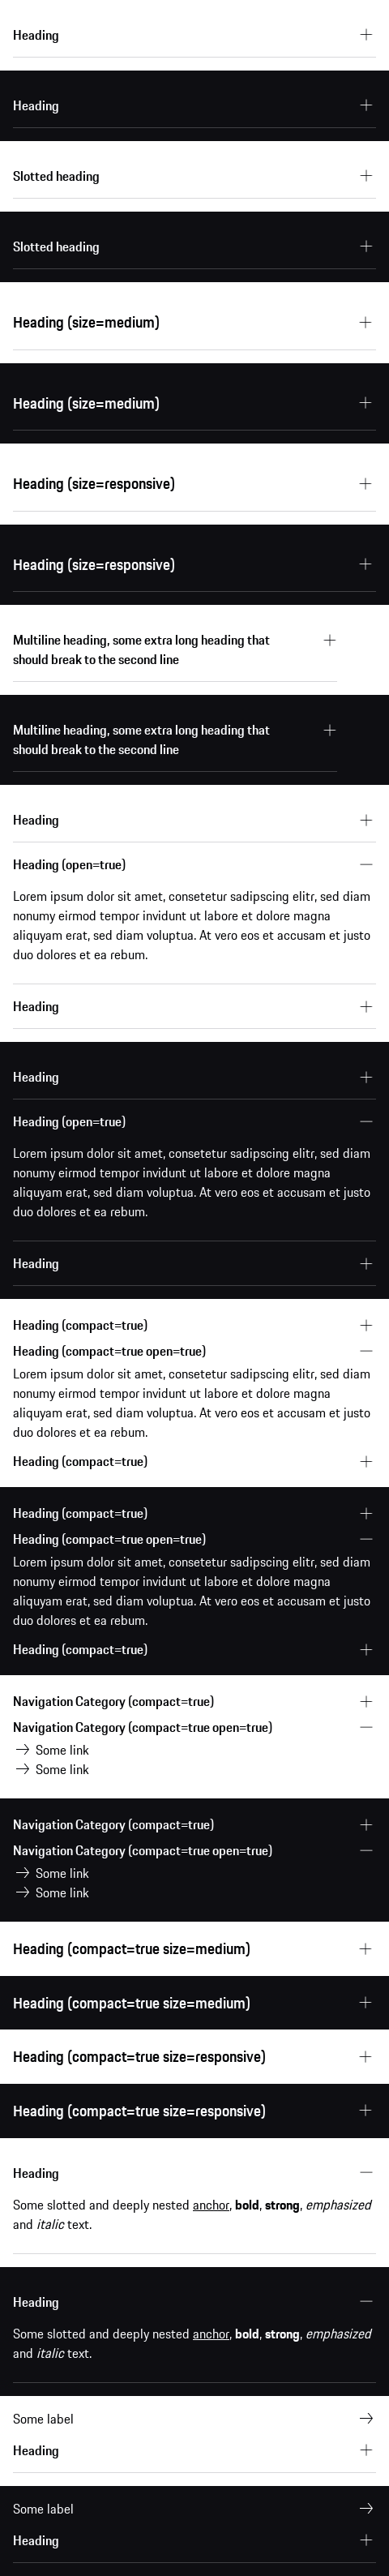 Heading
Heading
Slotted heading
Slotted heading
Heading (size=medium)
Heading (size=medium)
Heading (size=responsive)
Heading (size=responsive)
Multiline heading, some extra long heading that
should break to the second line
Multiline heading, some extra long heading that
should break to the second line
Heading
Heading (open=true)
Lorem ipsum dolor sit amet, consetetur sadipscing elitr, sed diam
nonumy eirmod tempor invidunt ut labore et dolore magna
aliquyam erat, sed diam voluptua. At vero eos et accusam et justo
duo dolores et ea rebum.
Heading
Heading
Heading (open=true)
Lorem ipsum dolor sit amet, consetetur sadipscing elitr, sed diam
nonumy eirmod tempor invidunt ut labore et dolore magna
aliquyam erat, sed diam voluptua. At vero eos et accusam et justo
duo dolores et ea rebum.
Heading
Heading (compact=true)
Heading (compact=true open=true)
Lorem ipsum dolor sit amet, consetetur sadipscing elitr, sed diam
nonumy eirmod tempor invidunt ut labore et dolore magna
aliquyam erat, sed diam voluptua. At vero eos et accusam et justo
duo dolores et ea rebum.
Heading (compact=true)
Heading (compact=true)
Heading (compact=true open=true)
Lorem ipsum dolor sit amet, consetetur sadipscing elitr, sed diam
nonumy eirmod tempor invidunt ut labore et dolore magna
aliquyam erat, sed diam voluptua. At vero eos et accusam et justo
duo dolores et ea rebum.
Heading (compact=true)
Navigation Category (compact=true)
Navigation Category (compact=true open=true)
Some link
Some link
Navigation Category (compact=true)
Navigation Category (compact=true open=true)
Some link
Some link
Heading (compact=true size=medium)
Heading (compact=true size=medium)
Heading (compact=true size=responsive)
Heading (compact=true size=responsive)
Heading
Some slotted and deeply nested anchor, bold, strong, emphasized
and italic text.
Heading
Some slotted and deeply nested anchor, bold, strong, emphasized
and italic text.
Some label
Heading
Some label
Heading